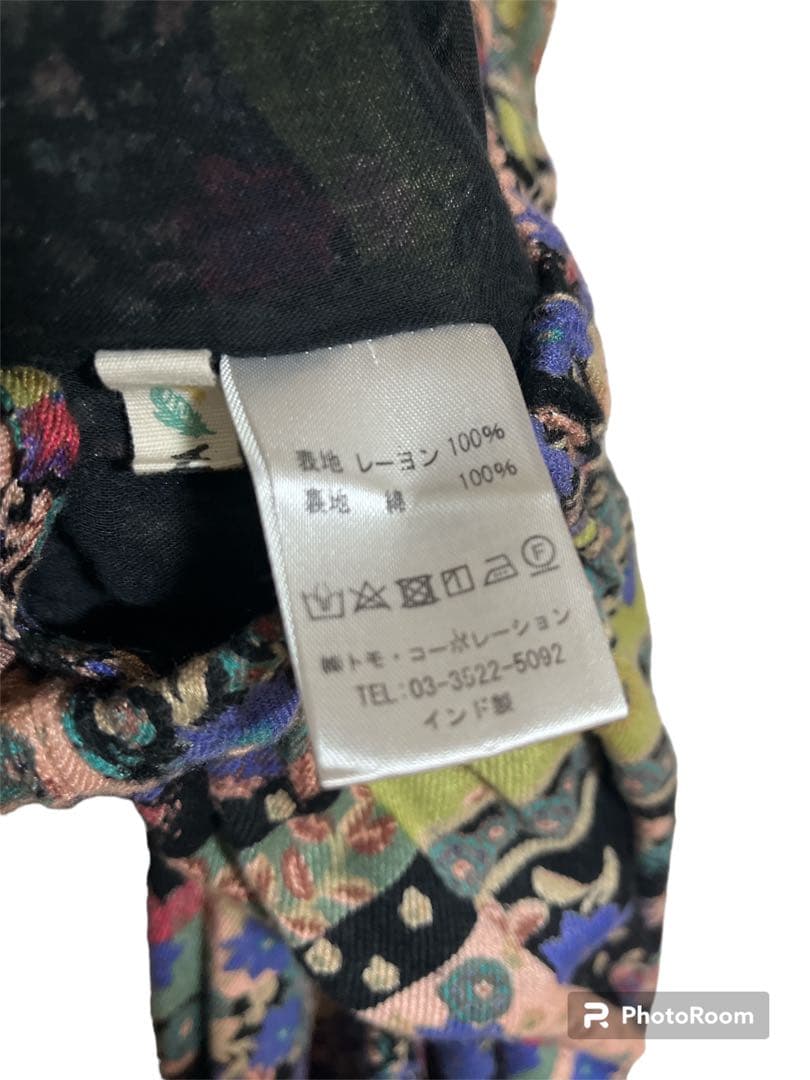 表地 レーヨン 100%
裏地 綿 100%
F
㈱トモ・コーポレーション
TEL:03-3522-5092
インド製
PhotoRoom